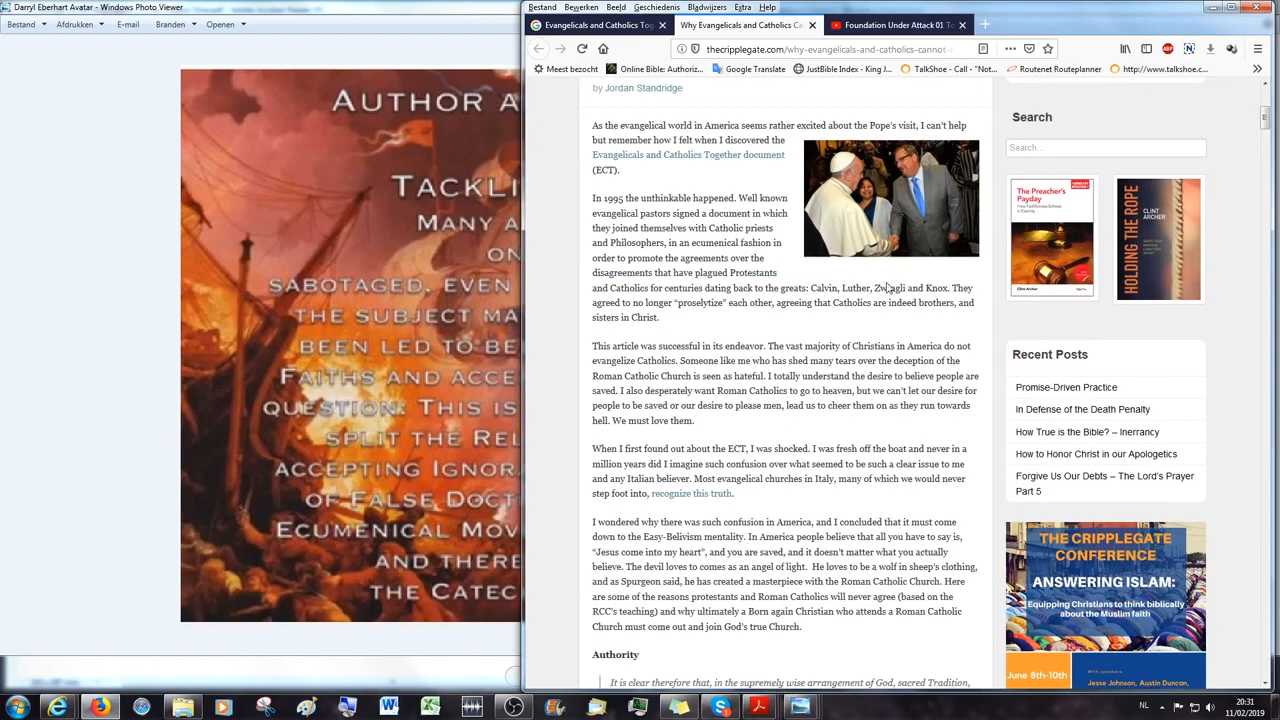 Darryl Eberhart Avatar - Windows Photo Viewer
Bestand
Afdrukken
E-mail
Branden
Openen
AUTHOR A
TACKLI
MANY A
ON
SABOTAGED, EVEN
THE SUBJECT MA
BEEN LED TO BE
FAITHS AND ACCE
QUESTION: THIS IS
SPLIT THE REL
ACCEPTING IGNOR
OF FALSE DOCT
ECUMENICAL MOV
AND THERE
THE CATEC
Bestand Bewerken Beeld Geschiedenis Bladwijzers Extra Help
Evangelicals and Catholics Tog
Why Evangelicals and Catholics Ca
Foundation Under Attack 01 T
thecripplegate.com/why-evangelicals-and-catholics-cannot-
Meest bezocht
Online Bible: Authoriz...
Google Translate
JustBible Index - King J...
TalkShoe - Call - "Not...
Routenet Routeplanner
http://www.talkshoe.c...
by Jordan Standridge
As the evangelical world in America seems rather excited about the Pope's visit, I can't help
but remember how I felt when I discovered the
Evangelicals and Catholics Together document
(ECT).
In 1995 the unthinkable happened. Well known
evangelical pastors signed a document in which
they joined themselves with Catholic priests
and Philosophers, in an ecumenical fashion in
order to promote the agreements over the
disagreements that have plagued Protestants
and Catholics for centuries dating back to the greats: Calvin, Luther, Zwingli and Knox. They
agreed to no longer “proselytize” each other, agreeing that Catholics are indeed brothers, and
sisters in Christ.
This article was successful in its endeavor. The vast majority of Christians in America do not
evangelize Catholics. Someone like me who has shed many tears over the deception of the
Roman Catholic Church is seen as hateful. I totally understand the desire to believe people are
saved. I also desperately want Roman Catholics to go to heaven, but we can't let our desire for
people to be saved or our desire to please men, lead us to cheer them on as they run towards
hell. We must love them.
When I first found out about the ECT, I was shocked. I was fresh off the boat and never in a
million years did I imagine such confusion over what seemed to be such a clear issue to me
and any Italian believer. Most evangelical churches in Italy, many of which we would never
step foot into, recognize this truth.
I wondered why there was such confusion in America, and I concluded that it must come
down to the Easy-Belivism mentality. In America people believe that all you have to say is,
“Jesus come into my heart”, and you are saved, and it doesn't matter what you actually
believe. The devil loves to comes as an angel of light. He loves to be a wolf in sheep's clothing,
and as Spurgeon said, he has created a masterpiece with the Roman Catholic Church. Here
are some of the reasons protestants and Roman Catholics will never agree (based on the
RCC's teaching) and why ultimately a Born again Christian who attends a Roman Catholic
Church must come out and join God's true Church.
Authority
It is clear therefore that, in the supremely wise arrangement of God, sacred Tradition,
Search
Search...
The Preacher's
Payday
CLINT
ARCHER
HOLDING THE ROPE
Clint Archer
Recent Posts
Promise-Driven Practice
In Defense of the Death Penalty
How True is the Bible? – Inerrancy
How to Honor Christ in our Apologetics
Forgive Us Our Debts – The Lord's Prayer
Part 5
THE CRIPPLEGATE
CONFERENCE
ANSWERING ISLAM:
Equipping Christians to think biblically
about the Muslim faith
June 8th-10th
With speakers
Jesse Johnson, Austin Duncan,
NL
20:31
11/02/2019